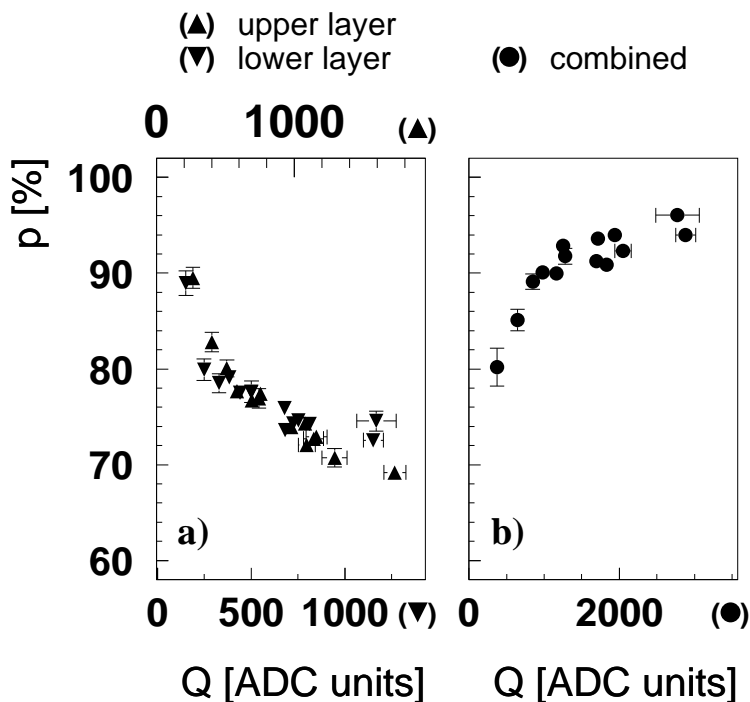 (▲) upper layer
(▼) lower layer
(●) combined
0 1000 (▲)
p [%]
100
90
80
70
60
a)
b)
0 500 1000 (▼)
0 2000 (●)
Q [ADC units]
Q [ADC units]